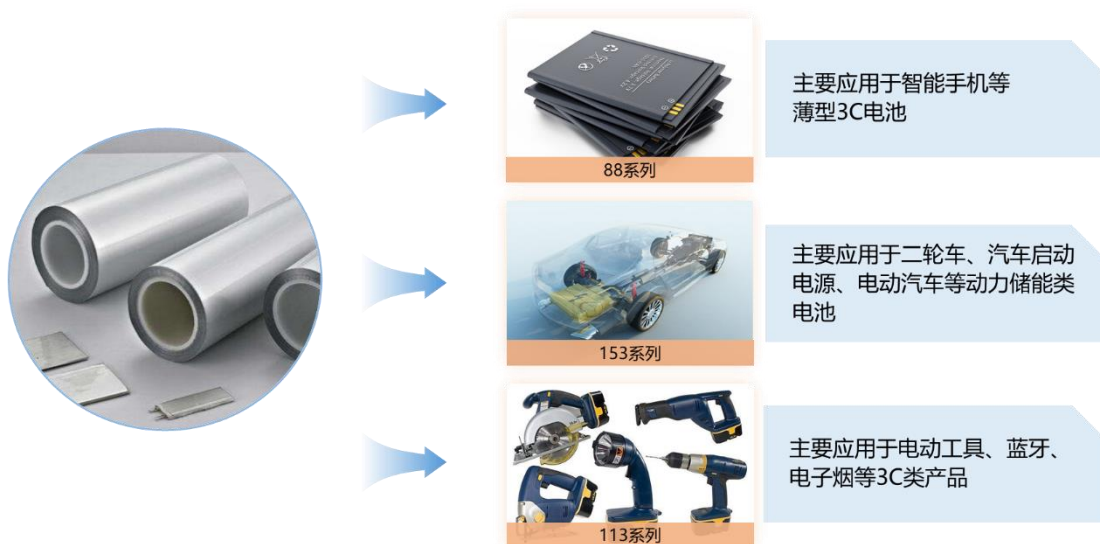 主要应用于智能手机等
薄型3C电池
88系列
主要应用于二轮车、汽车启动
电源、电动汽车等动力储能类
电池
153系列
主要应用于电动工具、蓝牙、
电子烟等3C类产品
113系列